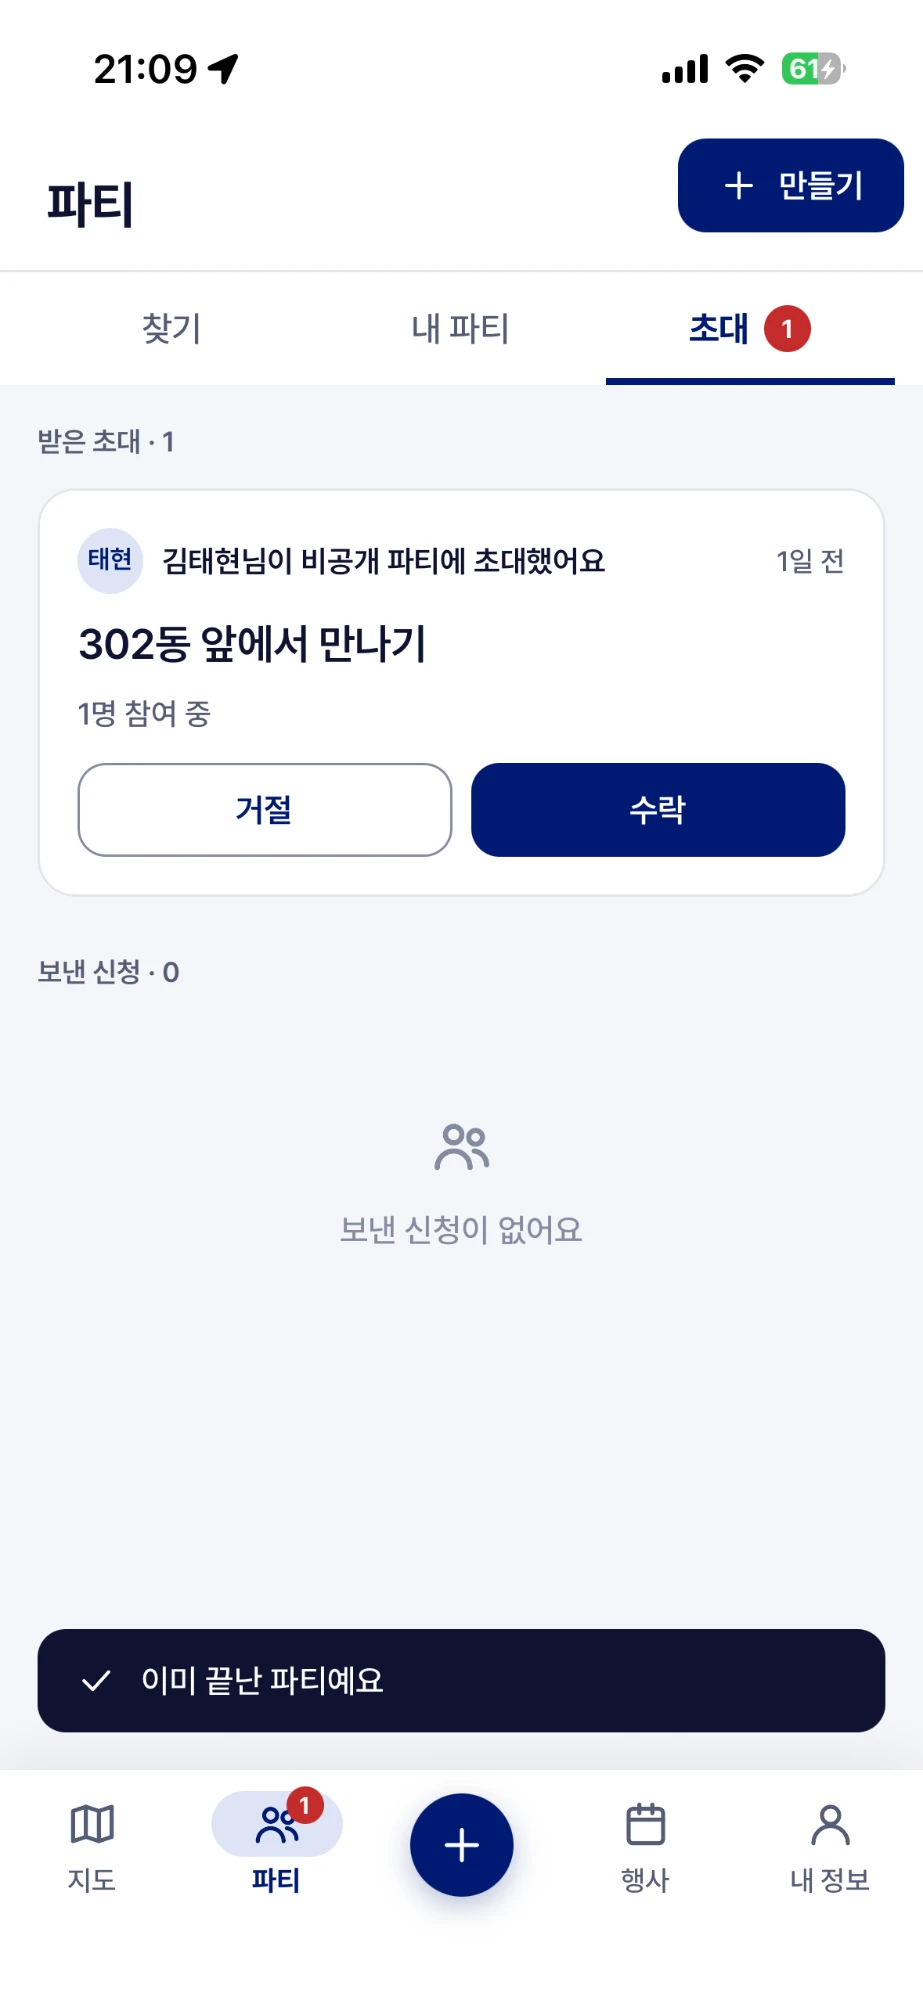 21:09
61
파티
+ 만들기
찾기
내 파티
초대 1
받은 초대 · 1
태현 김태현님이 비공개 파티에 초대했어요 1일 전
302동 앞에서 만나기
1명 참여 중
거절
수락
보낸 신청 · 0
보낸 신청이 없어요
이미 끝난 파티예요
1
지도
파티
행사
내 정보